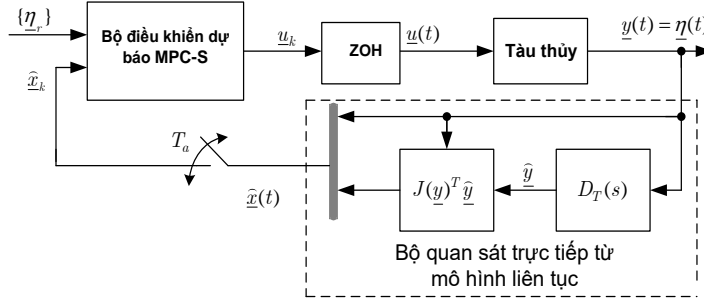 {η_r}
Bộ điều khiển dự
báo MPC-S
u_k
ZOH
u(t)
Tàu thủy
y(t) = η(t)
x̂_k
T_a
x̂(t)
J(y)^T ŷ
ŷ
D_T(s)
Bộ quan sát trực tiếp từ
mô hình liên tục